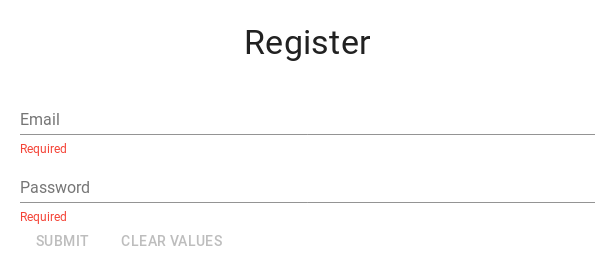 Register
Email
Required
Password
Required
SUBMIT CLEAR VALUES